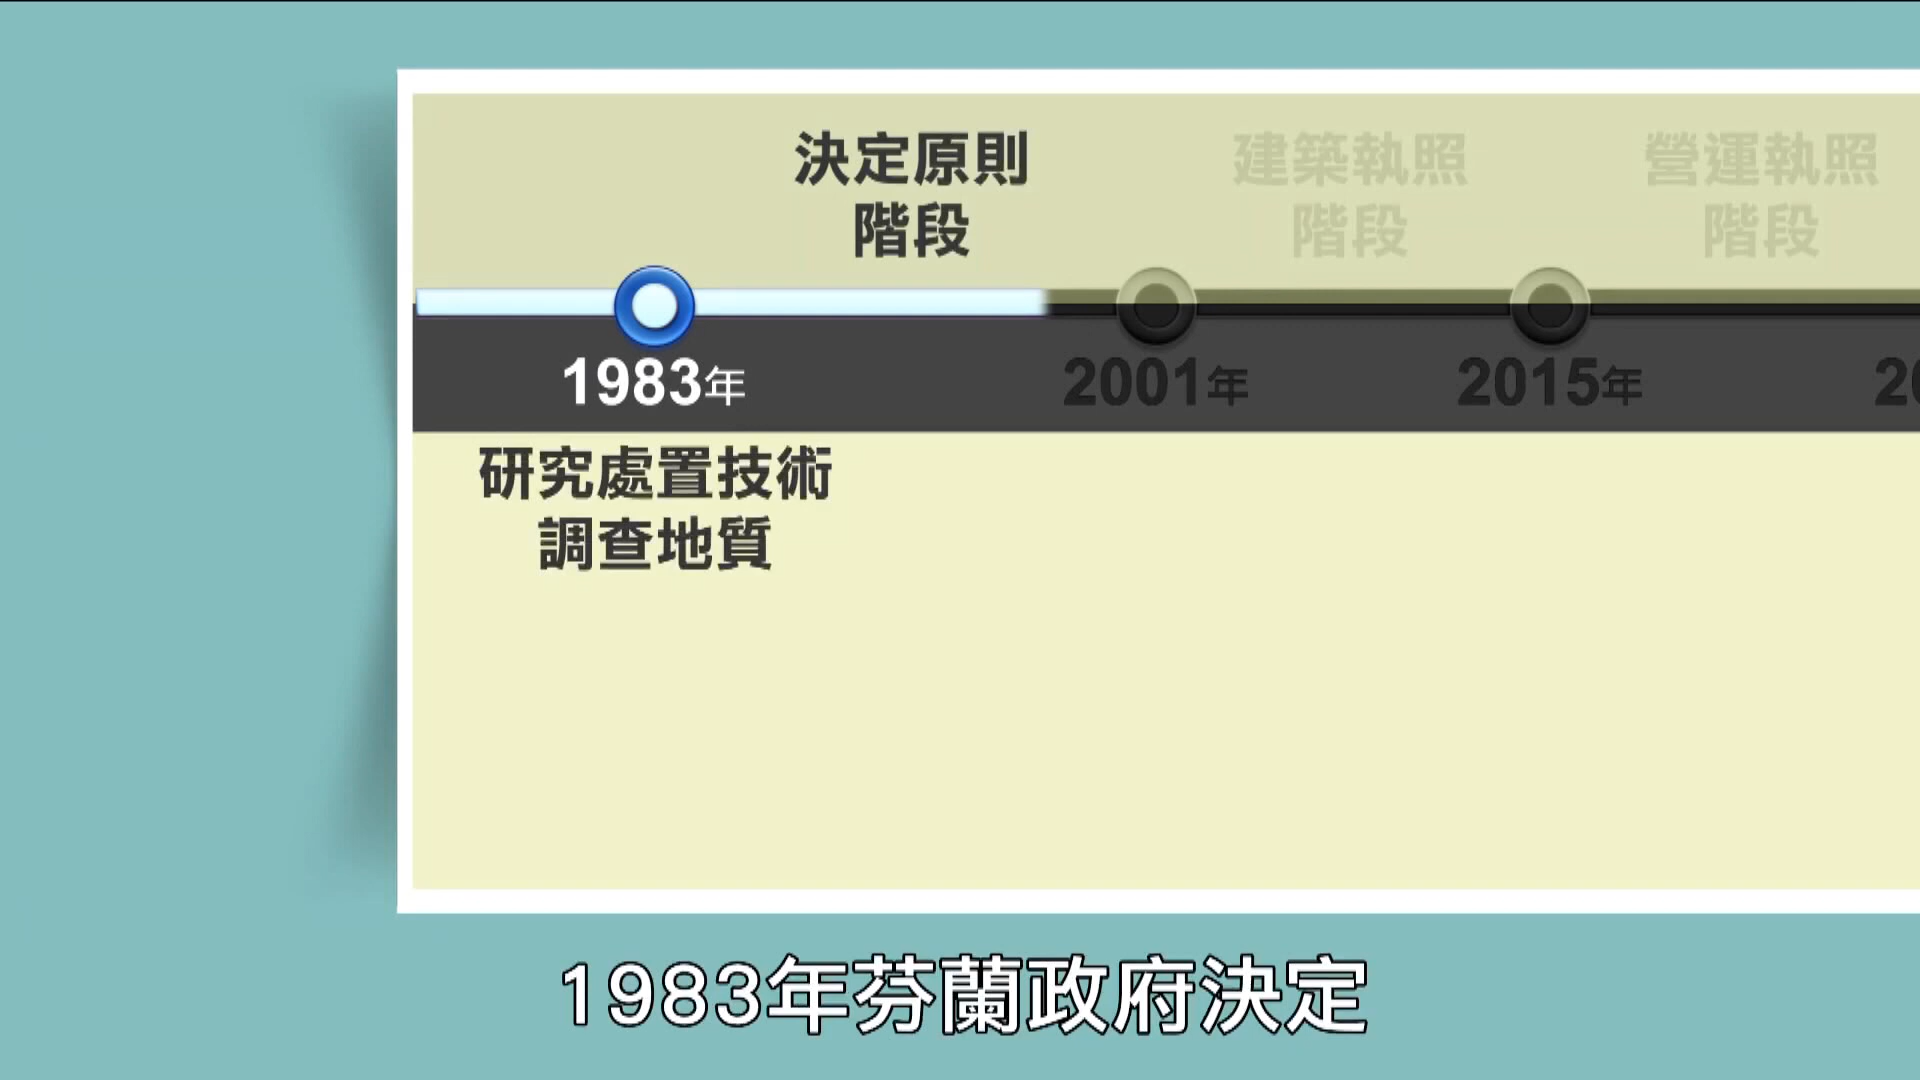 決定原則
階段
建築執照
階段
營運執照
階段
1983年
2001年
2015年
研究處置技術
調查地質
1983年芬蘭政府決定